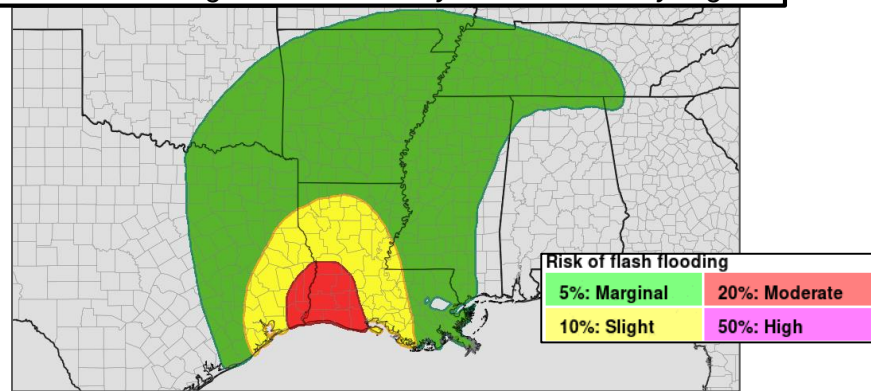 Risk of flash flooding
5%: Marginal 20%: Moderate
10%: Slight 50%: High